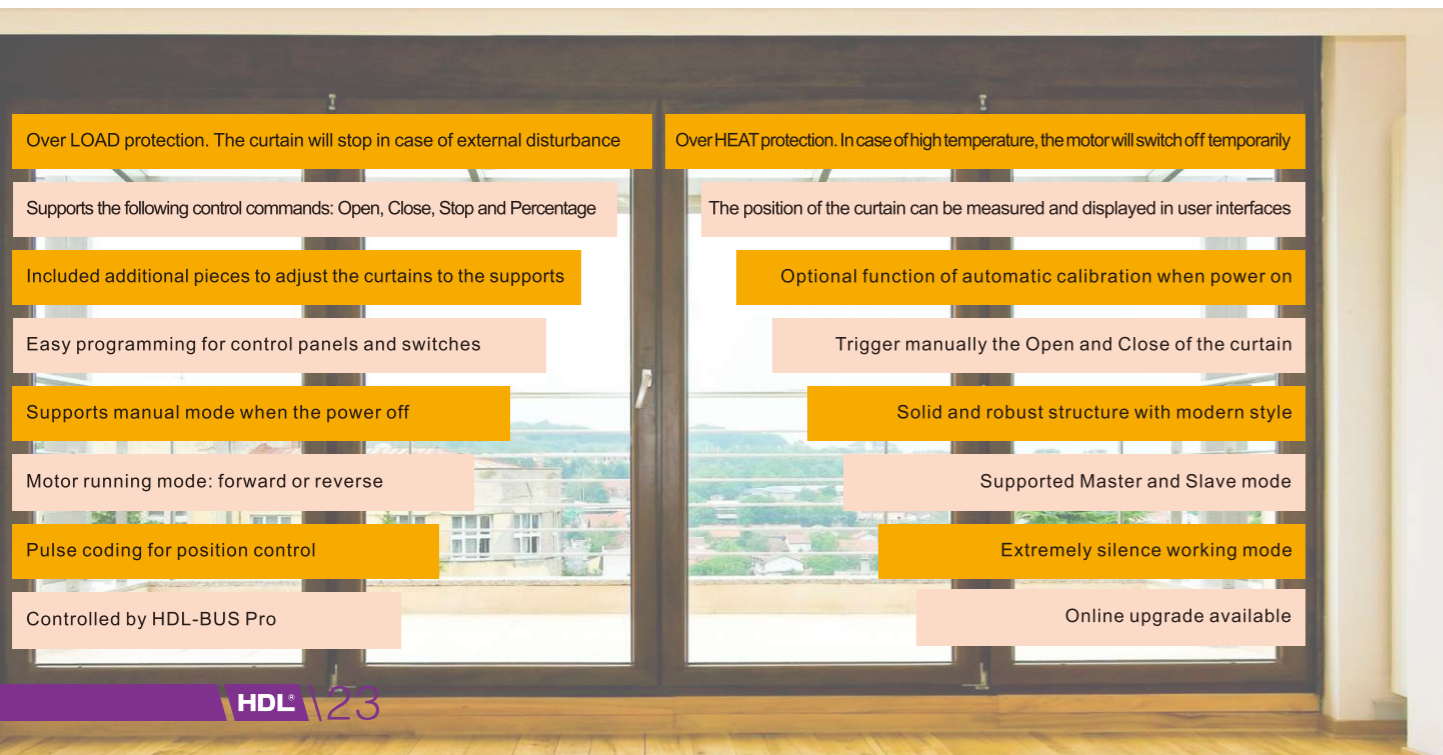 Over LOAD protection. The curtain will stop in case of external disturbance
Over HEAT protection. In case of high temperature, the motor will switch off temporarily
Supports the following control commands: Open, Close, Stop and Percentage
The position of the curtain can be measured and displayed in user interfaces
Included additional pieces to adjust the curtains to the supports
Optional function of automatic calibration when power on
Easy programming for control panels and switches
Trigger manually the Open and Close of the curtain
Supports manual mode when the power off
Solid and robust structure with modern style
Motor running mode: forward or reverse
Supported Master and Slave mode
Pulse coding for position control
Extremely silence working mode
Controlled by HDL-BUS Pro
Online upgrade available
HDL® \23